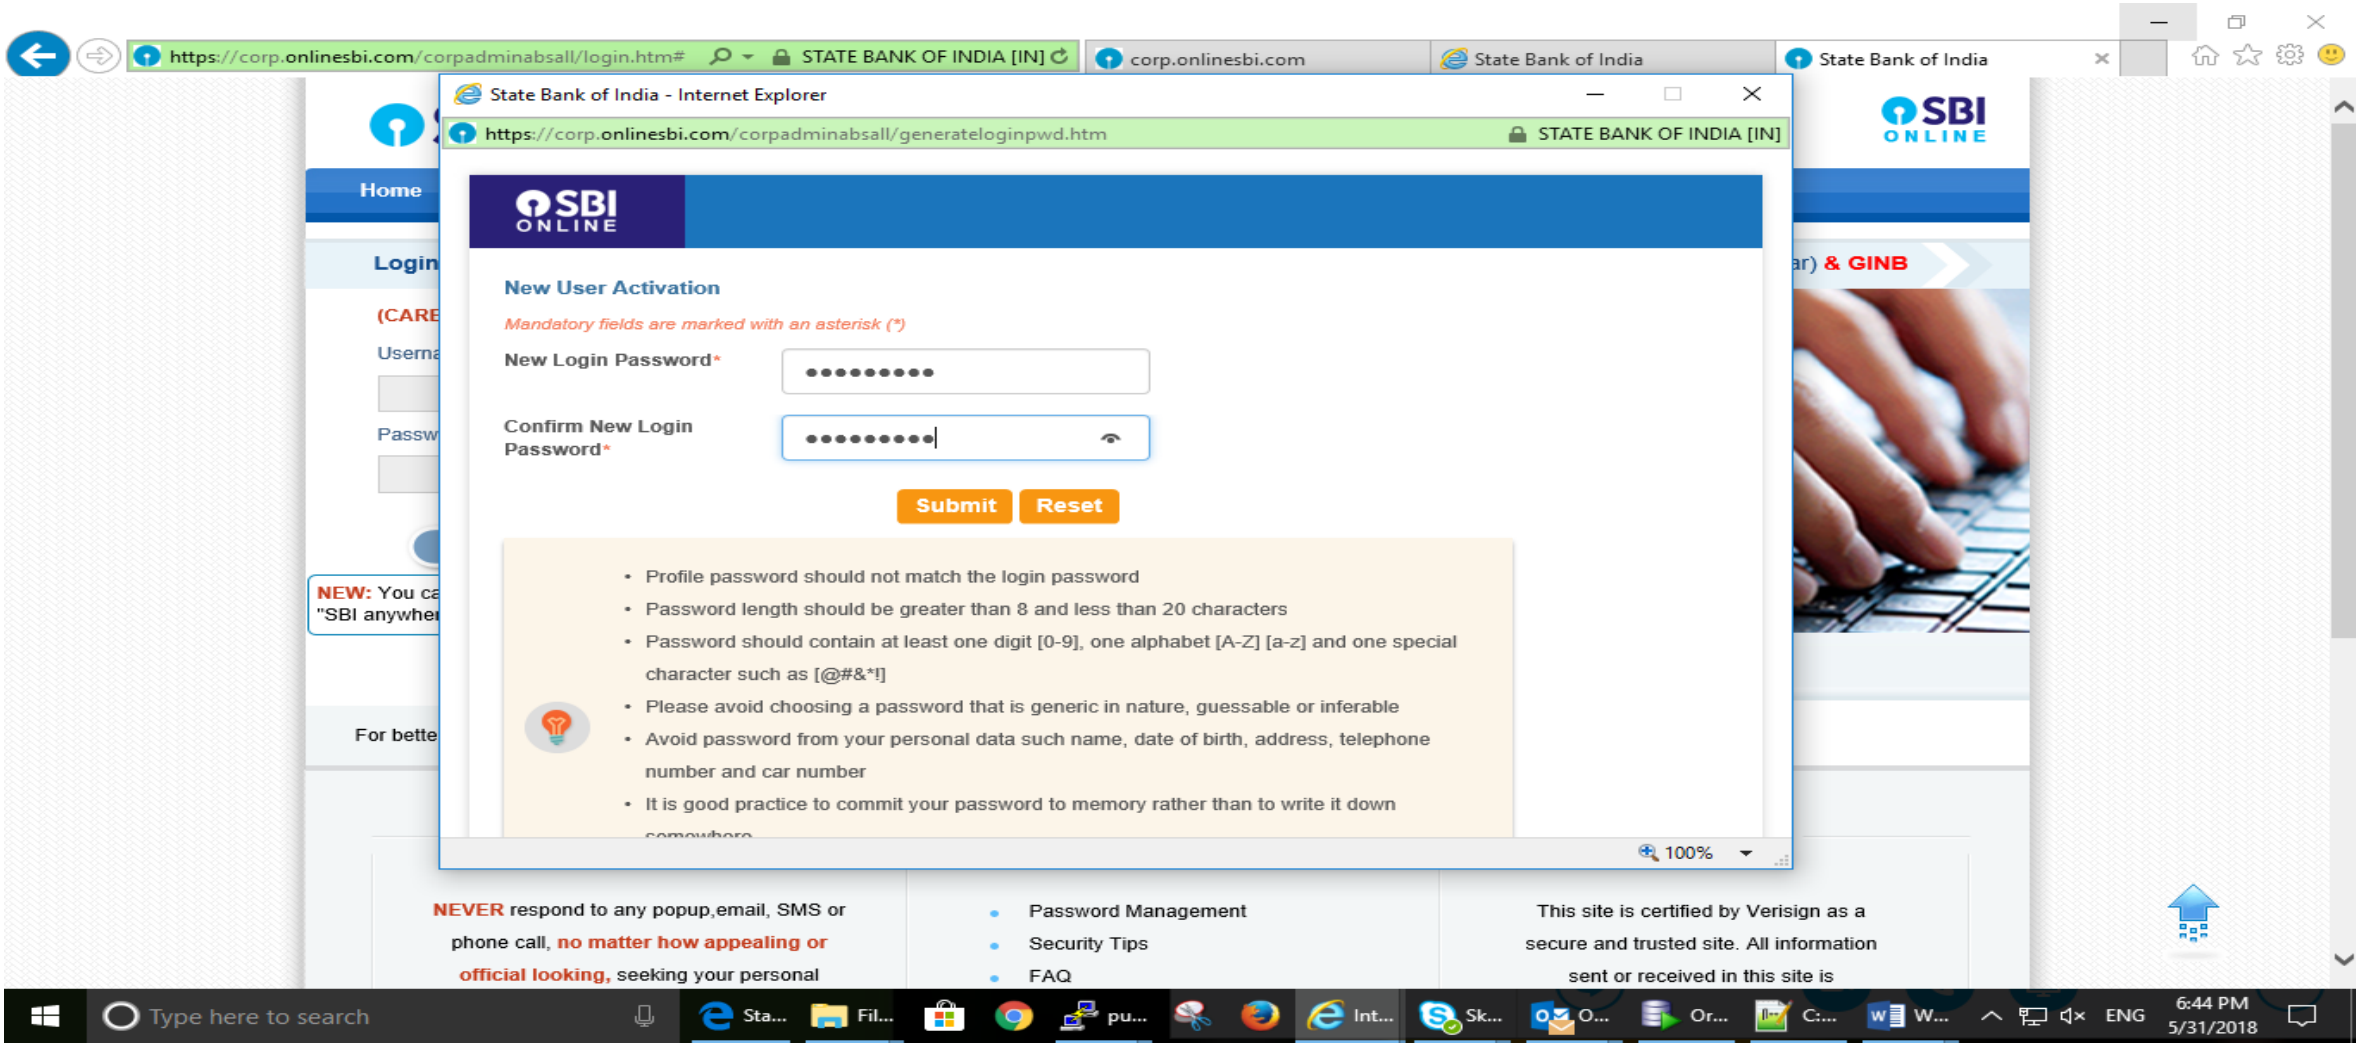 https://corp.onlinesbi.com/corpadminabsall/login.htm#
STATE BANK OF INDIA [IN]
corp.onlinesbi.com
State Bank of India
State Bank of India
State Bank of India - Internet Explorer
https://corp.onlinesbi.com/corpadminabsall/generateloginpwd.htm
STATE BANK OF INDIA [IN]
SBI
ONLINE
Home
SBI
ONLINE
Login
& GINB
New User Activation
(CARE
Mandatory fields are marked with an asterisk (*)
Userna
New Login Password*
Passw
Confirm New Login
Password*
Submit Reset
NEW: You ca
"SBI anywher
• Profile password should not match the login password
• Password length should be greater than 8 and less than 20 characters
• Password should contain at least one digit [0-9], one alphabet [A-Z] [a-z] and one special
character such as [@#&*!]
• Please avoid choosing a password that is generic in nature, guessable or inferable
• Avoid password from your personal data such name, date of birth, address, telephone
number and car number
• It is good practice to commit your password to memory rather than to write it down
somewhere
For bette
100%
NEVER respond to any popup,email, SMS or
phone call, no matter how appealing or
official looking, seeking your personal
Password Management
Security Tips
FAQ
This site is certified by Verisign as a
secure and trusted site. All information
sent or received in this site is
Type here to search
Sta...
Fil...
pu...
Int...
Sk...
O...
Or...
C:...
W...
ENG
6:44 PM
5/31/2018